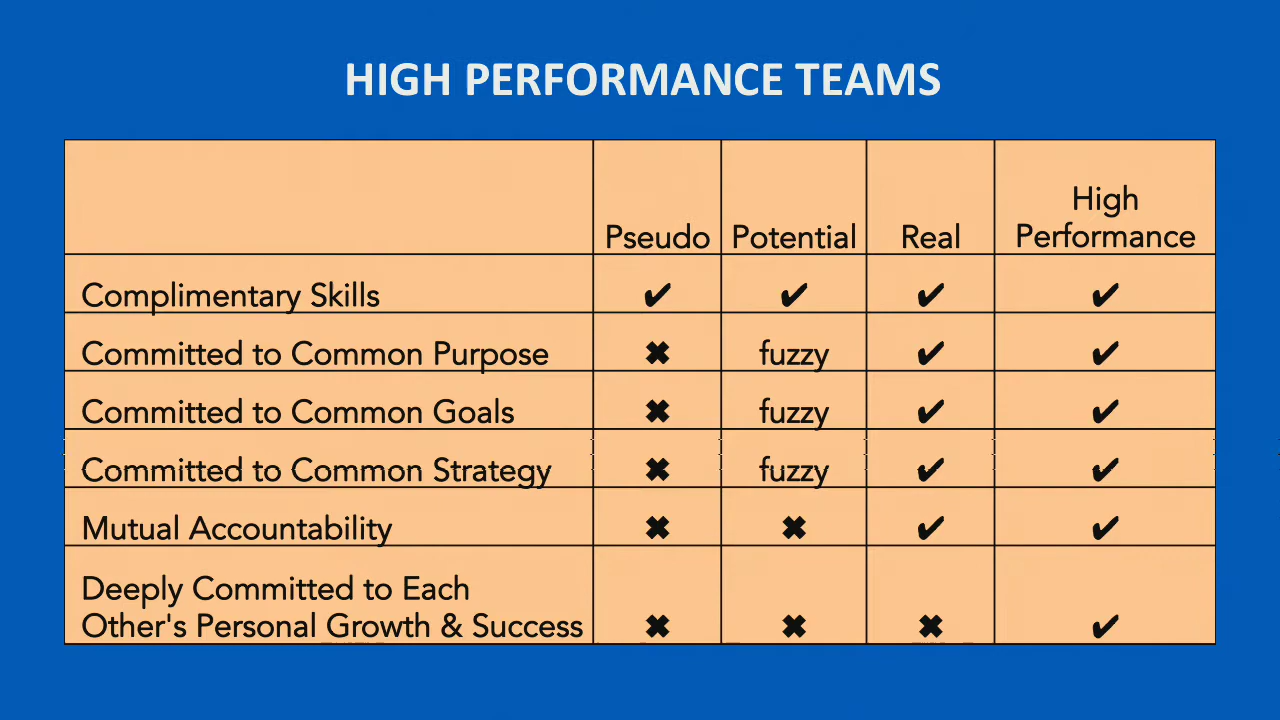 HIGH PERFORMANCE TEAMS
High
Pseudo Potential Real Performance
Complimentary Skills ✔ ✔ ✔ ✔
Committed to Common Purpose ✖ fuzzy ✔ ✔
Committed to Common Goals ✖ fuzzy ✔ ✔
Committed to Common Strategy ✖ fuzzy ✔ ✔
Mutual Accountability ✖ ✖ ✔ ✔
Deeply Committed to Each
Other's Personal Growth & Success ✖ ✖ ✖ ✔